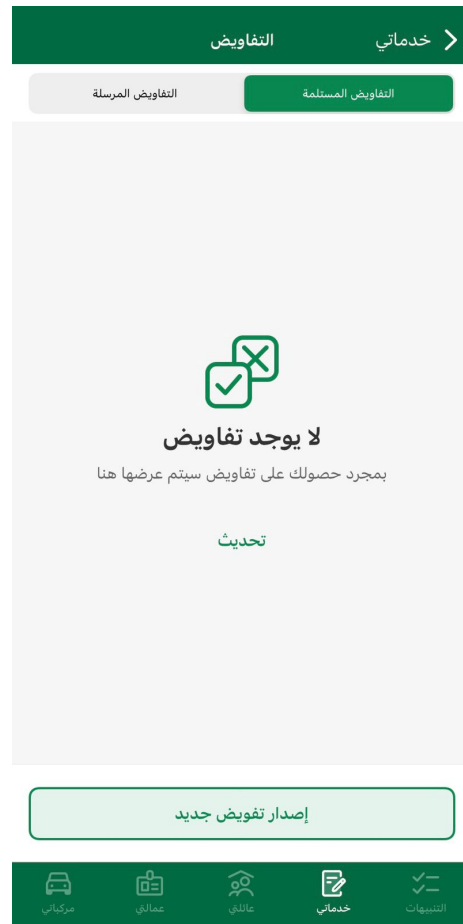 خدماتي
التفاويض
التفاويض المستلمة
التفاويض المرسلة
لا يوجد تفاويض
بمجرد حصولك على تفاويض سيتم عرضها هنا
تحديث
إصدار تفويض جديد
التنبيهات
خدماتي
عائلتي
عمالتي
مركباتي